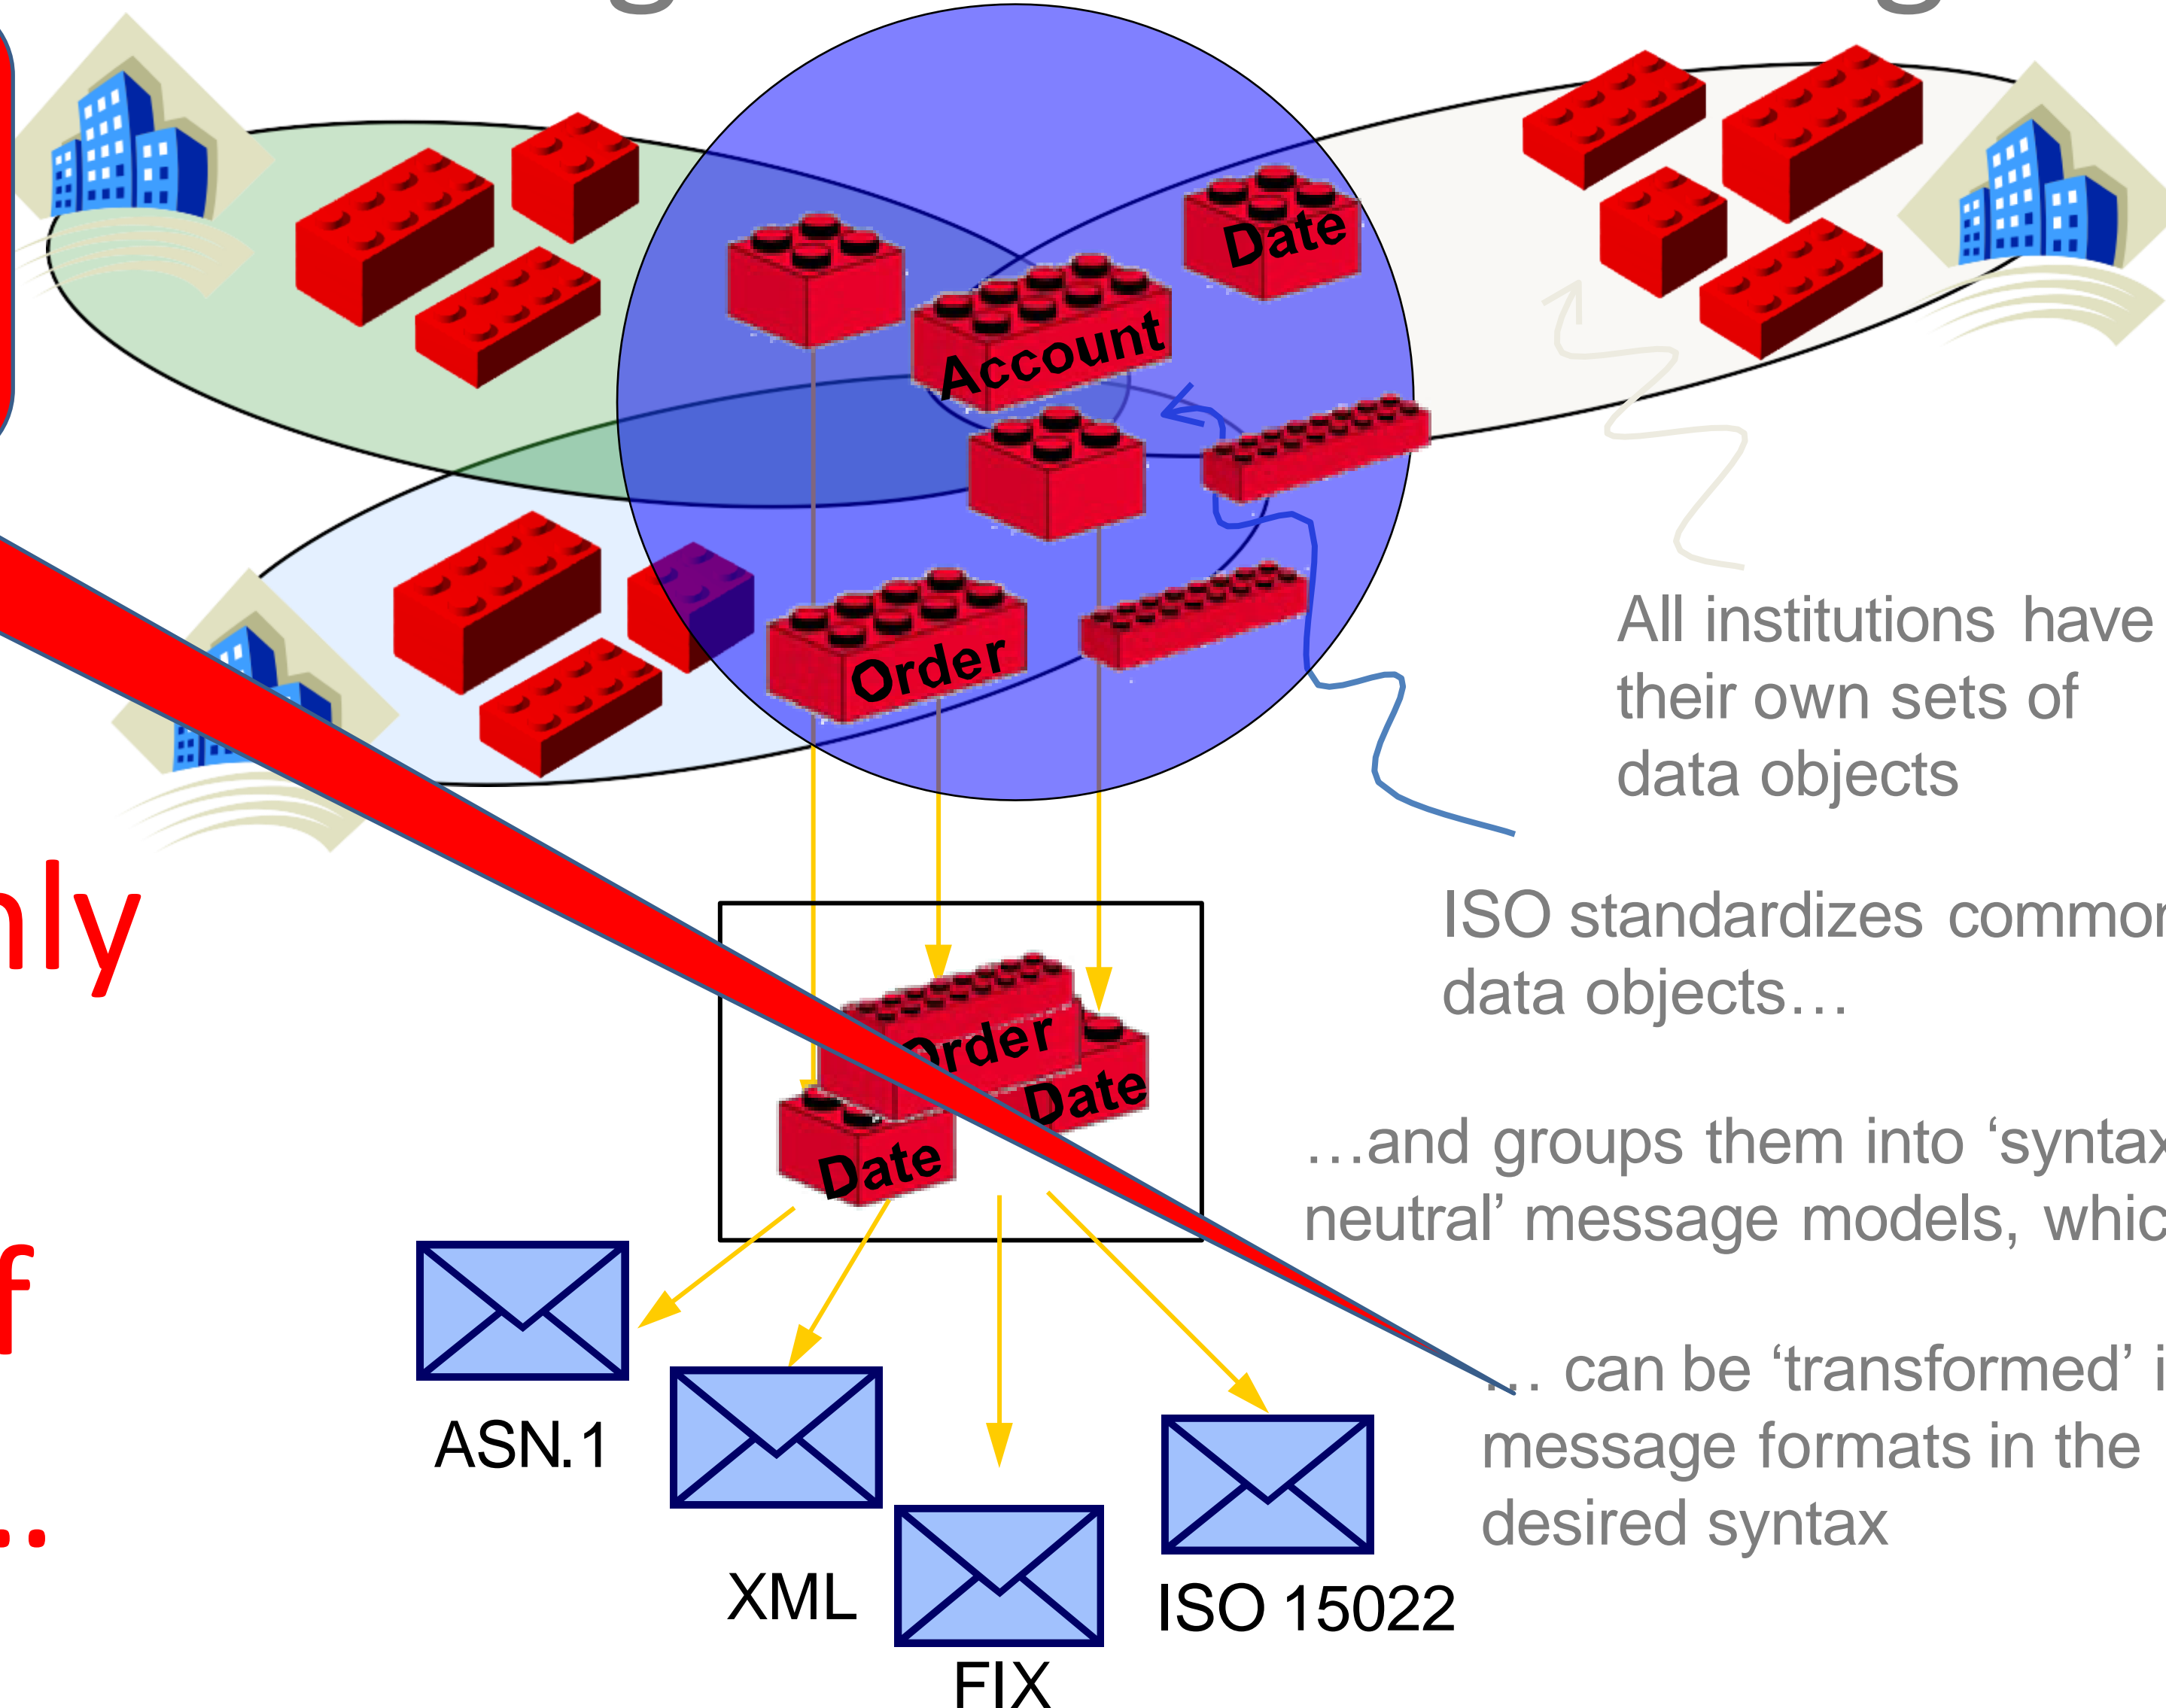 Date
Account
Order
All institutions have
their own sets of
data objects
ISO standardizes common
data objects…
Order
Date
Date
…and groups them into ‘syntax
neutral’ message models, which
… can be ‘transformed’ i
message formats in the
desired syntax
nly
f
..
ASN.1
XML
FIX
ISO 15022